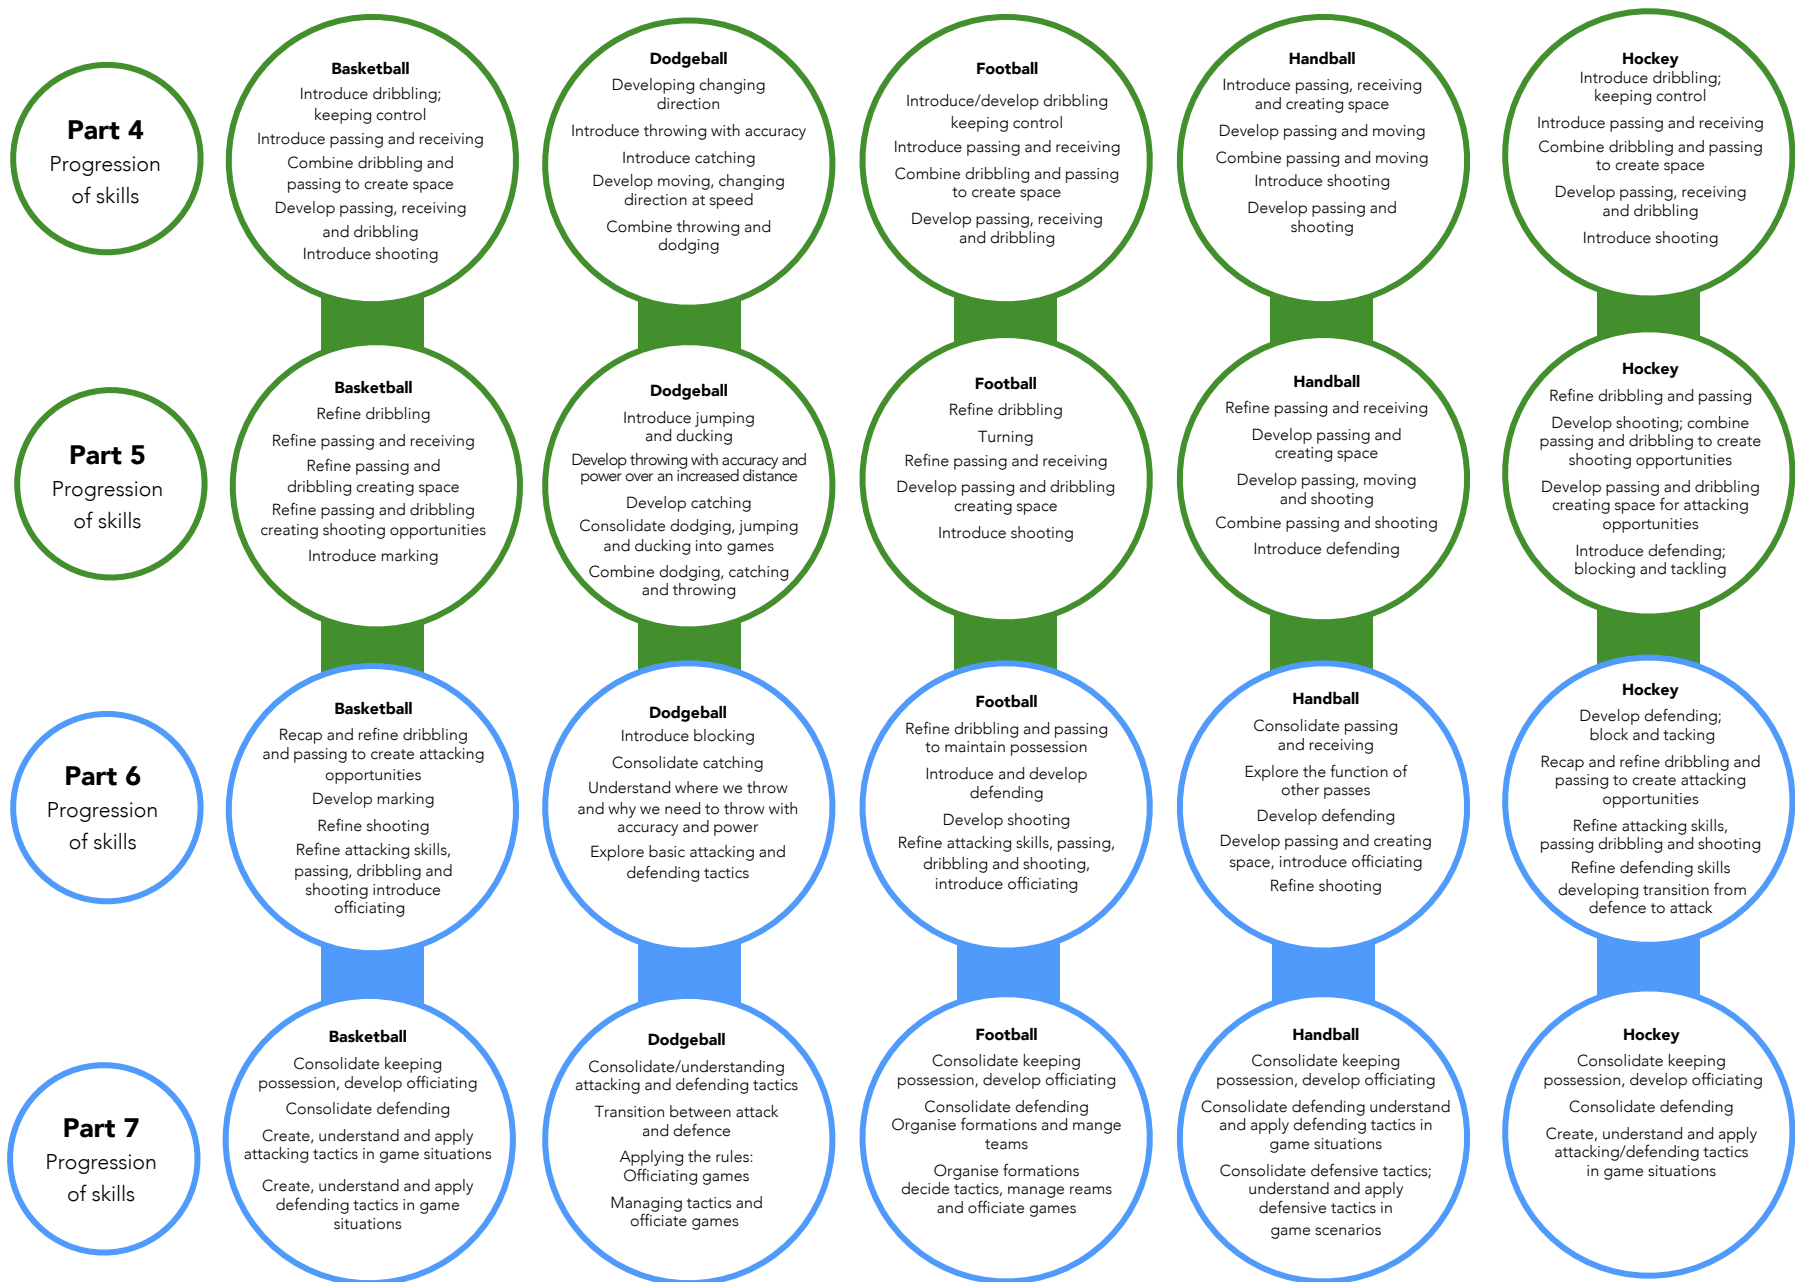 Part 4
Progression
of skills
Basketball
Introduce dribbling;
keeping control
Introduce passing and receiving
Combine dribbling and
passing to create space
Develop passing, receiving
and dribbling
Introduce shooting
Dodgeball
Developing changing
direction
Introduce throwing with accuracy
Introduce catching
Develop moving, changing
direction at speed
Combine throwing and
dodging
Football
Introduce/develop dribbling
keeping control
Introduce passing and receiving
Combine dribbling and passing
to create space
Develop passing, receiving
and dribbling
Handball
Introduce passing, receiving
and creating space
Develop passing and moving
Combine passing and moving
Introduce shooting
Develop passing and
shooting
Hockey
Introduce dribbling;
keeping control
Introduce passing and receiving
Combine dribbling and passing
to create space
Develop passing, receiving
and dribbling
Introduce shooting
Part 5
Progression
of skills
Basketball
Refine dribbling
Refine passing and receiving
Refine passing and
dribbling creating space
Refine passing and dribbling
creating shooting opportunities
Introduce marking
Dodgeball
Introduce jumping
and ducking
Develop throwing with accuracy and
power over an increased distance
Develop catching
Consolidate dodging, jumping
and ducking into games
Combine dodging, catching
and throwing
Football
Refine dribbling
Turning
Refine passing and receiving
Develop passing and dribbling
creating space
Introduce shooting
Handball
Refine passing and receiving
Develop passing and
creating space
Develop passing, moving
and shooting
Combine passing and shooting
Introduce defending
Hockey
Refine dribbling and passing
Develop shooting; combine
passing and dribbling to create
shooting opportunities
Develop passing and dribbling
creating space for attacking
opportunities
Introduce defending;
blocking and tackling
Part 6
Progression
of skills
Basketball
Recap and refine dribbling
and passing to create attacking
opportunities
Develop marking
Refine shooting
Refine attacking skills,
passing, dribbling and
shooting introduce
officiating
Dodgeball
Introduce blocking
Consolidate catching
Understand where we throw
and why we need to throw with
accuracy and power
Explore basic attacking and
defending tactics
Football
Refine dribbling and passing
to maintain possession
Introduce and develop
defending
Develop shooting
Refine attacking skills, passing,
dribbling and shooting,
introduce officiating
Handball
Consolidate passing
and receiving
Explore the function of
other passes
Develop defending
Develop passing and creating
space, introduce officiating
Refine shooting
Hockey
Develop defending;
block and tacking
Recap and refine dribbling and
passing to create attacking
opportunities
Refine attacking skills,
passing dribbling and shooting
Refine defending skills
developing transition from
defence to attack
Part 7
Progression
of skills
Basketball
Consolidate keeping
possession, develop officiating
Consolidate defending
Create, understand and apply
attacking tactics in game situations
Create, understand and apply
defending tactics in game
situations
Dodgeball
Consolidate/understanding
attacking and defending tactics
Transition between attack
and defence
Applying the rules:
Officiating games
Managing tactics and
officiate games
Football
Consolidate keeping
possession, develop officiating
Consolidate defending
Organise formations and mange
teams
Organise formations
decide tactics, manage reams
and officiate games
Handball
Consolidate keeping
possession, develop officiating
Consolidate defending understand
and apply defending tactics in
game situations
Consolidate defensive tactics;
understand and apply
defensive tactics in
game scenarios
Hockey
Consolidate keeping
possession, develop officiating
Consolidate defending
Create, understand and apply
attacking/defending tactics
in game situations